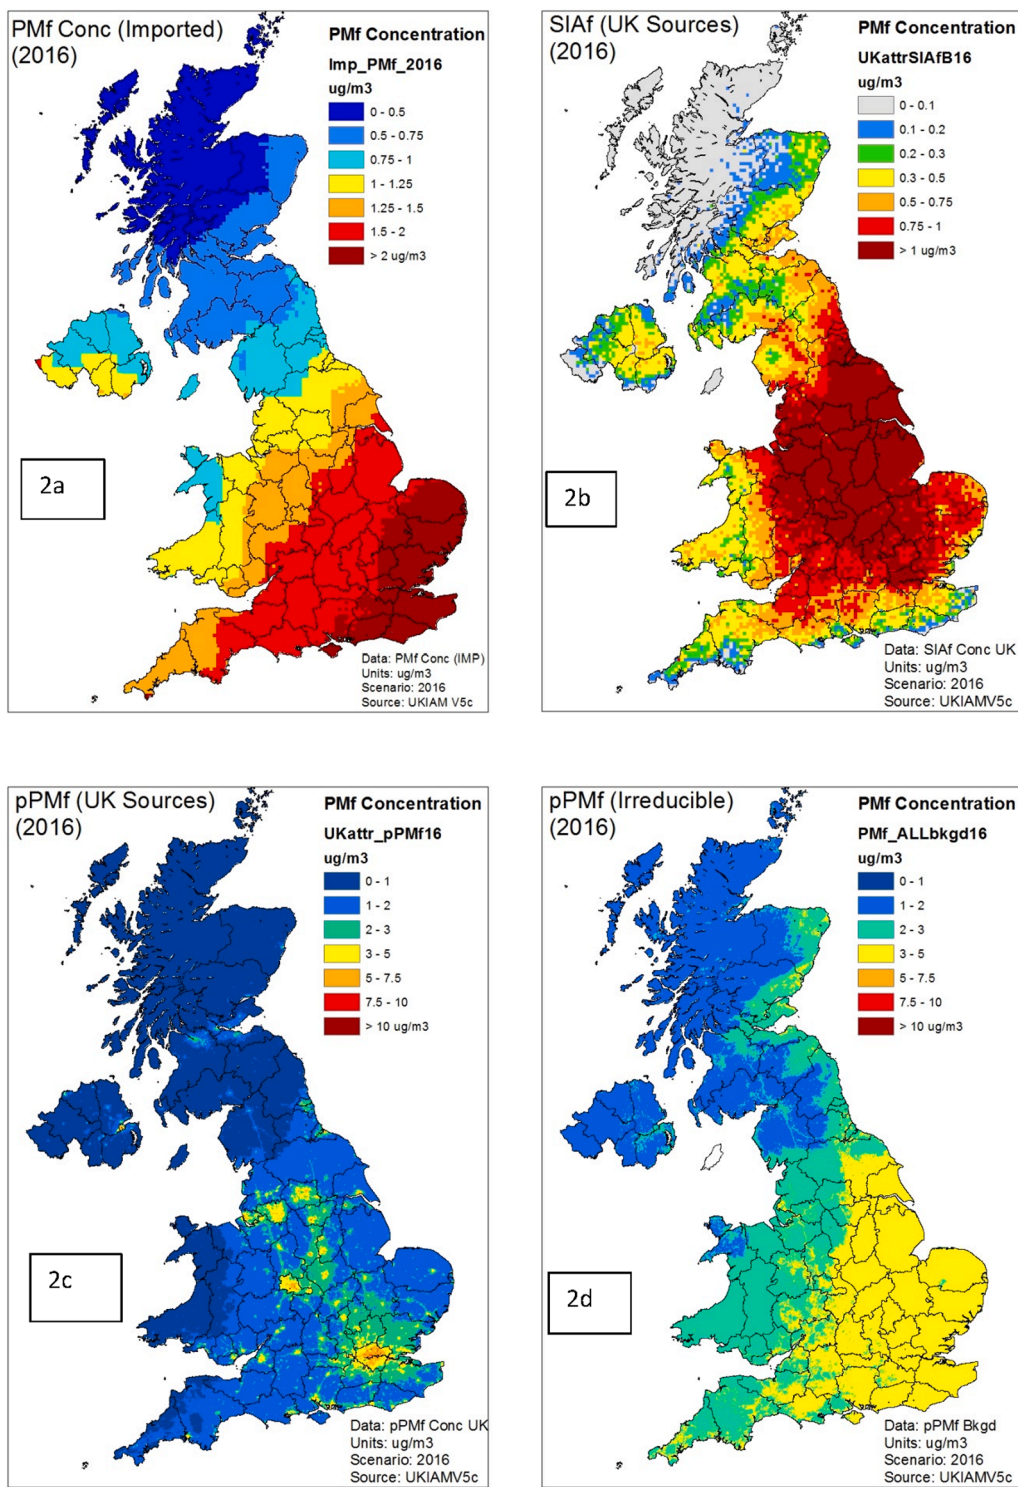 PMf Conc (Imported)
(2016)
PMf Concentration
Imp_PMf_2016
ug/m3
0 - 0.5
0.5 - 0.75
0.75 - 1
1 - 1.25
1.25 - 1.5
1.5 - 2
> 2 ug/m3
2a
Data: PMf Conc (IMP)
Units: ug/m3
Scenario: 2016
Source: UKIAM V5c
SIAf (UK Sources)
(2016)
PMf Concentration
UKattrSIAfB16
ug/m3
0 - 0.1
0.1 - 0.2
0.2 - 0.3
0.3 - 0.5
0.5 - 0.75
0.75 - 1
> 1 ug/m3
2b
Data: SIAf Conc UK
Units: ug/m3
Scenario: 2016
Source: UKIAMV5c
pPMf (UK Sources)
(2016)
PMf Concentration
UKattr_pPMf16
ug/m3
0 - 1
1 - 2
2 - 3
3 - 5
5 - 7.5
7.5 - 10
> 10 ug/m3
2c
Data: pPMf Conc UK
Units: ug/m3
Scenario: 2016
Source: UKIAMV5c
pPMf (Irreducible)
(2016)
PMf Concentration
PMf_ALLbkgd16
ug/m3
0 - 1
1 - 2
2 - 3
3 - 5
5 - 7.5
7.5 - 10
> 10 ug/m3
2d
Data: pPMf Bkgd
Units: ug/m3
Scenario: 2016
Source: UKIAMV5c